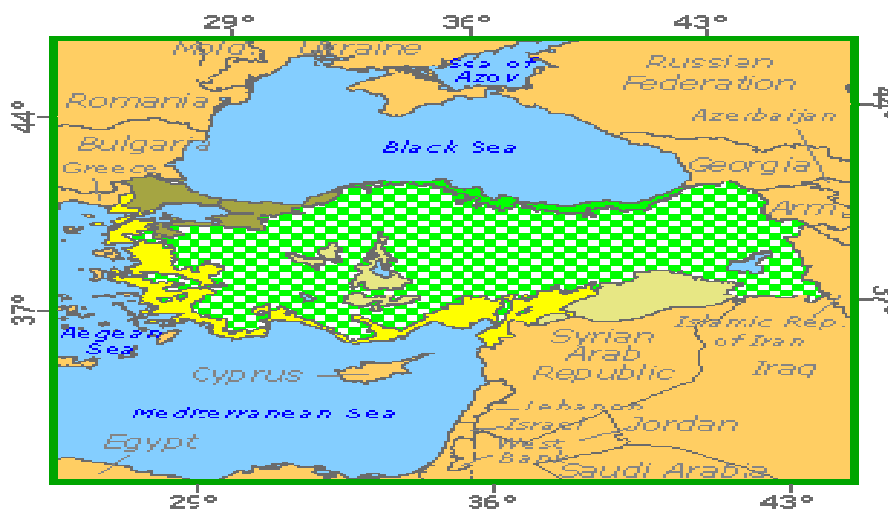 29° 36° 43°
Ukraine
Sea of
Azov
Russian
Federation
44°
Romania
Azerbaijan
Bulgaria
Black Sea
Greece
Georgia
37°
Aegean
Sea
Islamic Rep.
of Iran
Syrian
Arab
Republic
Cyprus
Iraq
Mediterranean Sea
Lebanon
Israel
Jordan
West
Bank
Egypt
Saudi Arabia
29° 36° 43°